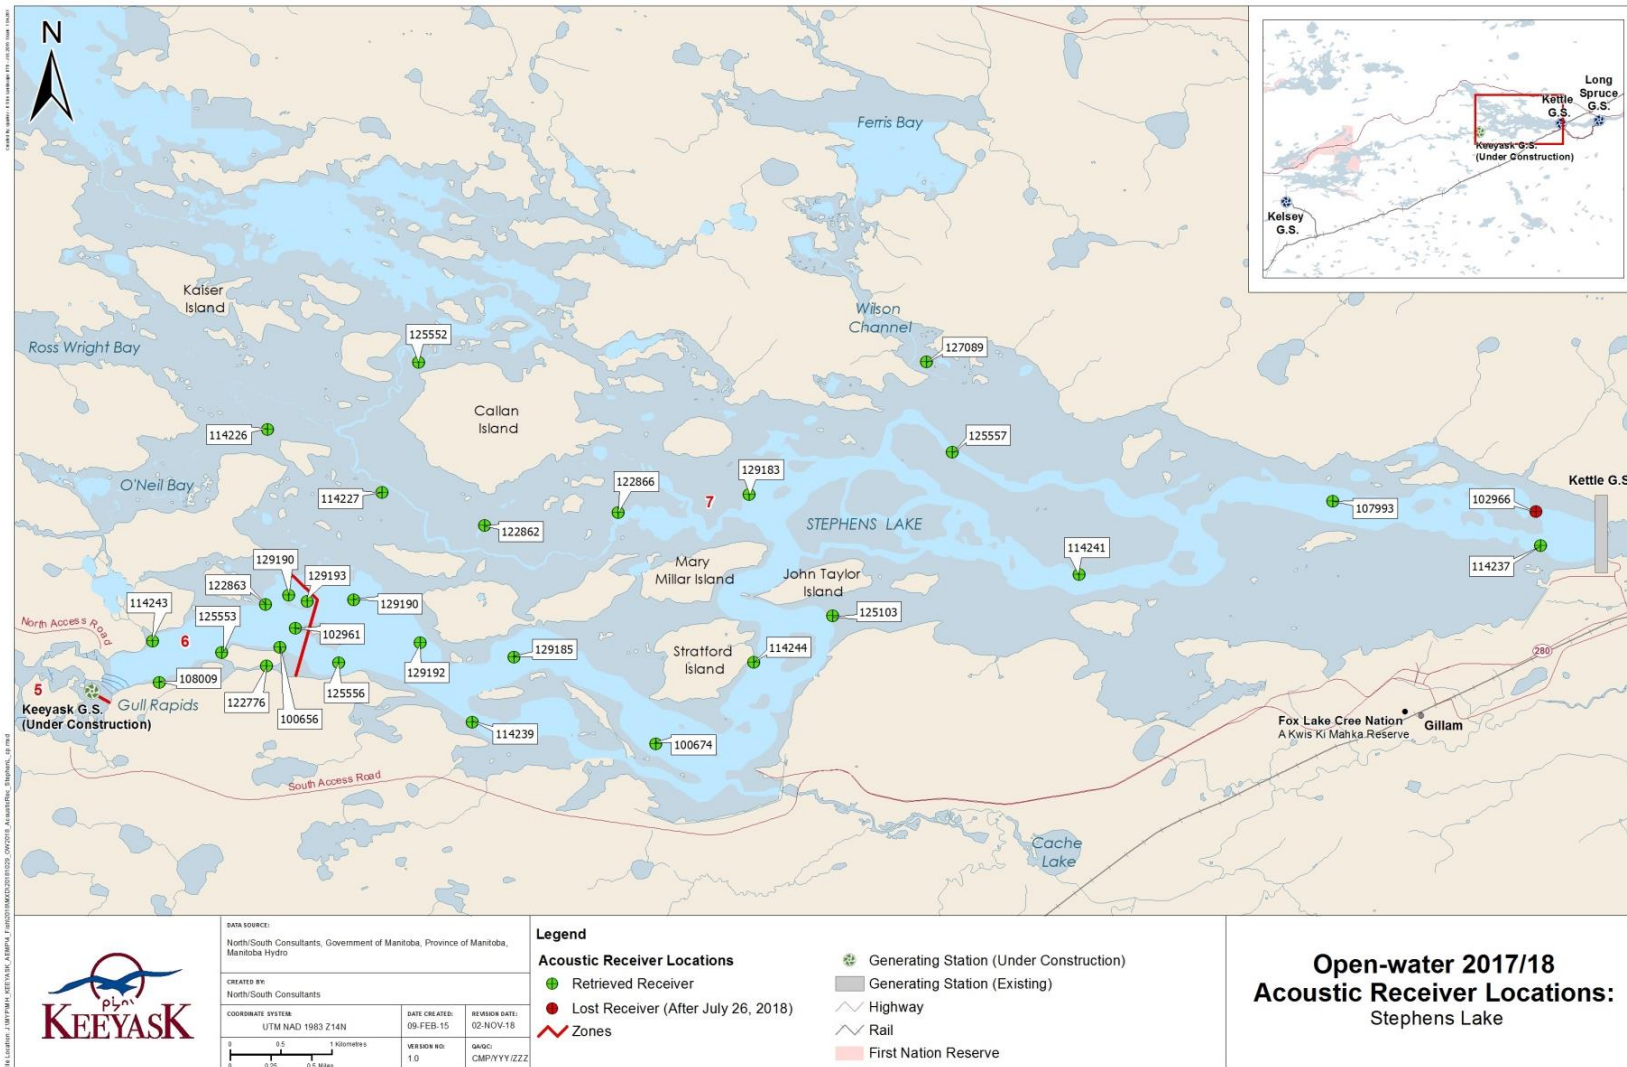 N
Ferris Bay
Long
Spruce
G.S.
Kettle
G.S.
Keeyask G.S.
(Under Construction)
Kelsey
G.S.
Kaiser
Island
Wilson
Channel
Ross Wright Bay
125552
127089
Callan
Island
114226
125557
O'Neil Bay
129183
122866
7
114227
STEPHENS LAKE
107993
102966
Kettle G.S
122862
129190
129193
Mary
Millar Island
John Taylor
Island
114241
114237
122863
129190
114243
125553
125103
North Access Road
6
102961
Stratford
Island
114244
129185
280
5
108009
129192
Keeyask G.S.
(Under Construction)
Gull Rapids
122776
125556
100656
Fox Lake Cree Nation
A Kwis Ki Mahka Reserve
Gillam
114239
100674
South Access Road
Cache
Lake
KEEYASK
DATA SOURCE:
North/South Consultants, Government of Manitoba, Province of Manitoba,
Manitoba Hydro
CREATED BY:
North/South Consultants
COORDINATE SYSTEM:
UTM NAD 1983 Z14N
DATE CREATED:
09-FEB-15
REVISION DATE:
02-NOV-18
0 0.5 1 Kilometres
0 0.25 0.5 Miles
VERSION NO:
1.0
QA/QC:
CMP/YYY/ZZZ
Legend
Acoustic Receiver Locations
Retrieved Receiver
Lost Receiver (After July 26, 2018)
Zones
Generating Station (Under Construction)
Generating Station (Existing)
Highway
Rail
First Nation Reserve
Open-water 2017/18
Acoustic Receiver Locations:
Stephens Lake